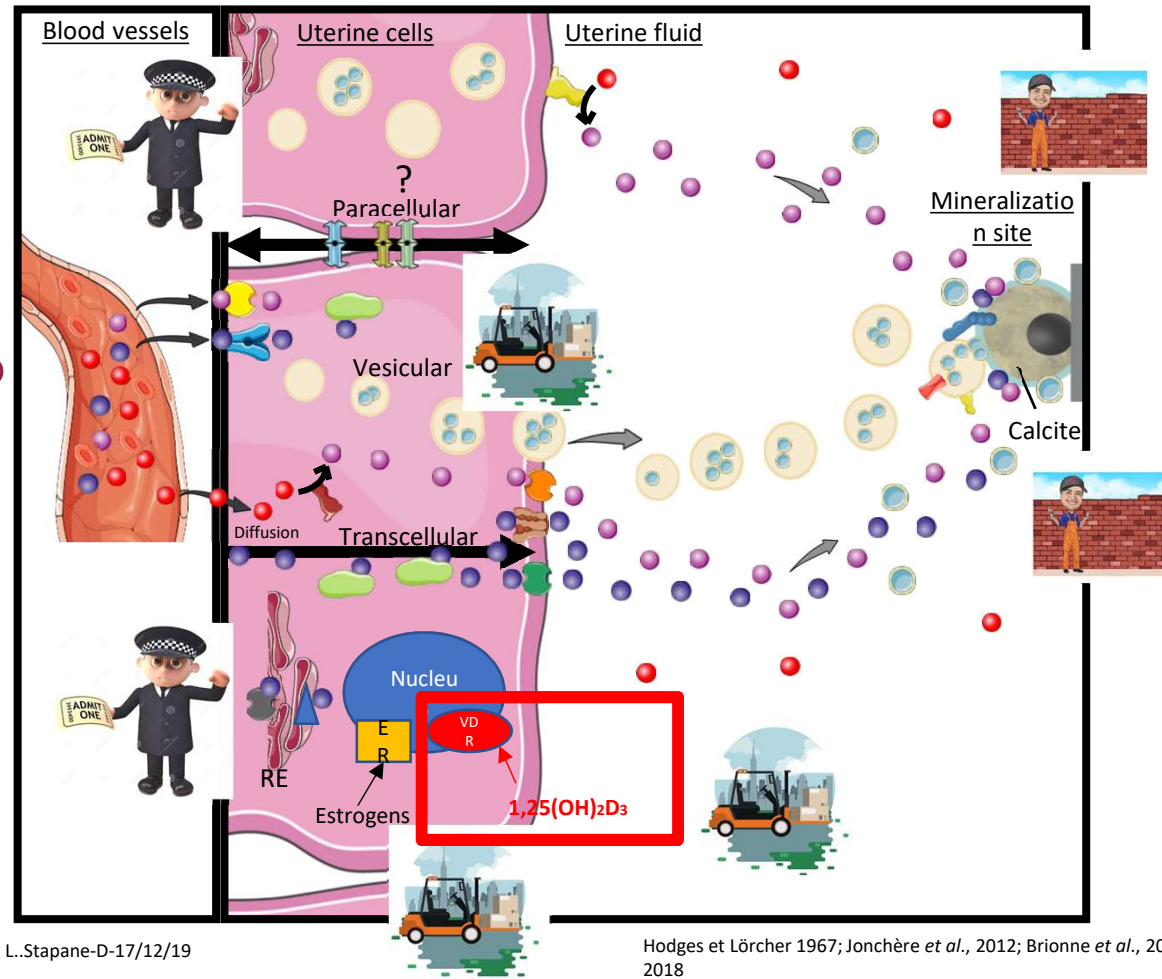 Blood vessels
Uterine cells
Uterine fluid
ADMIT
ONE
?
Paracellular
Mineralizatio
n site
Vesicular
Calcite
Diffusion
Transcellular
ADMIT
ONE
Nucleu
E
R
VD
R
RE
Estrogens
1,25(OH)₂D₃
L..Stapane-D-17/12/19
Hodges et Lörcher 1967; Jonchère et al., 2012; Brionne et al., 20
2018